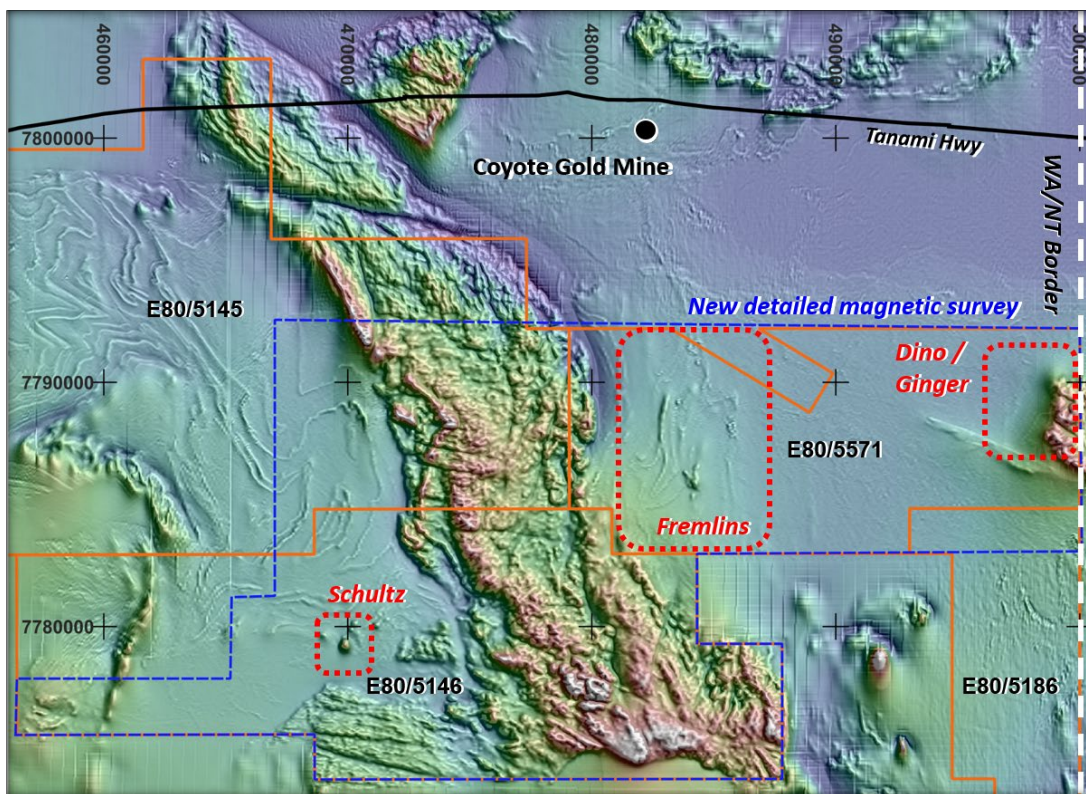 460000
470000
480000
490000
7800000
Tanami Hwy
Coyote Gold Mine
WA/NT Border
E80/5145
New detailed magnetic survey
Dino /
Ginger
7790000
E80/5571
Fremlins
Schultz
7780000
E80/5146
E80/5186